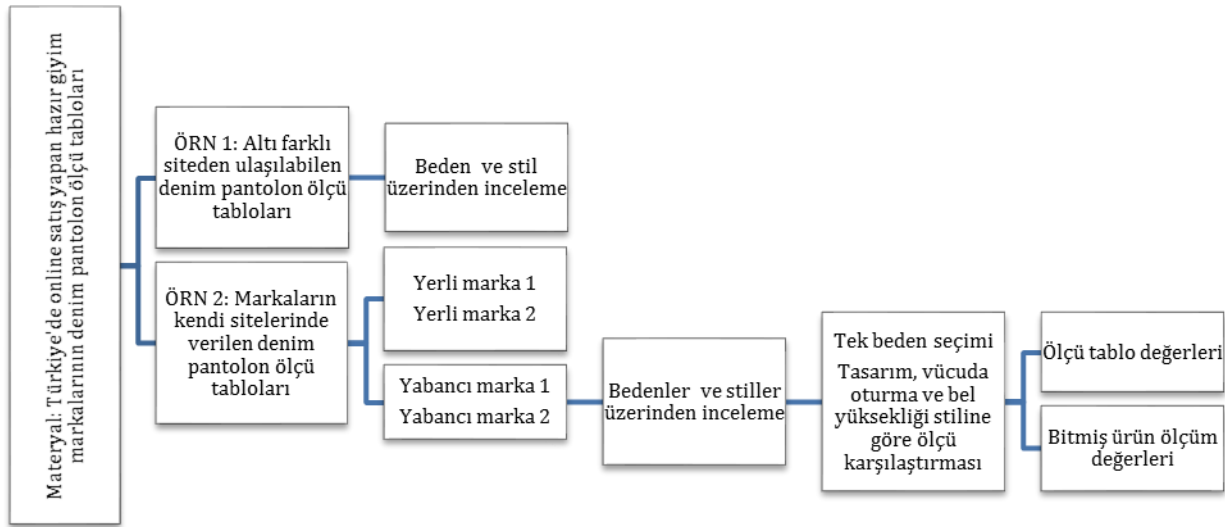 Materyal: Türkiye'de online satış yapan hazır giyim
markalarının denim pantolon ölçü tabloları
ÖRN 1: Altı farklı
siteden ulaşılabilen
denim pantolon ölçü
tabloları
Beden ve stil
üzerinden inceleme
ÖRN 2: Markaların
kendi sitelerinde
verilen denim
pantolon ölçü
tabloları
Yerli marka 1
Yerli marka 2
Yabancı marka 1
Yabancı marka 2
Bedenler ve stiller
üzerinden inceleme
Tek beden seçimi
Tasarım, vücuda
oturma ve bel
yüksekliği stiline
göre ölçü
karşılaştırması
Ölçü tablo değerleri
Bitmiş ürün ölçüm
değerleri